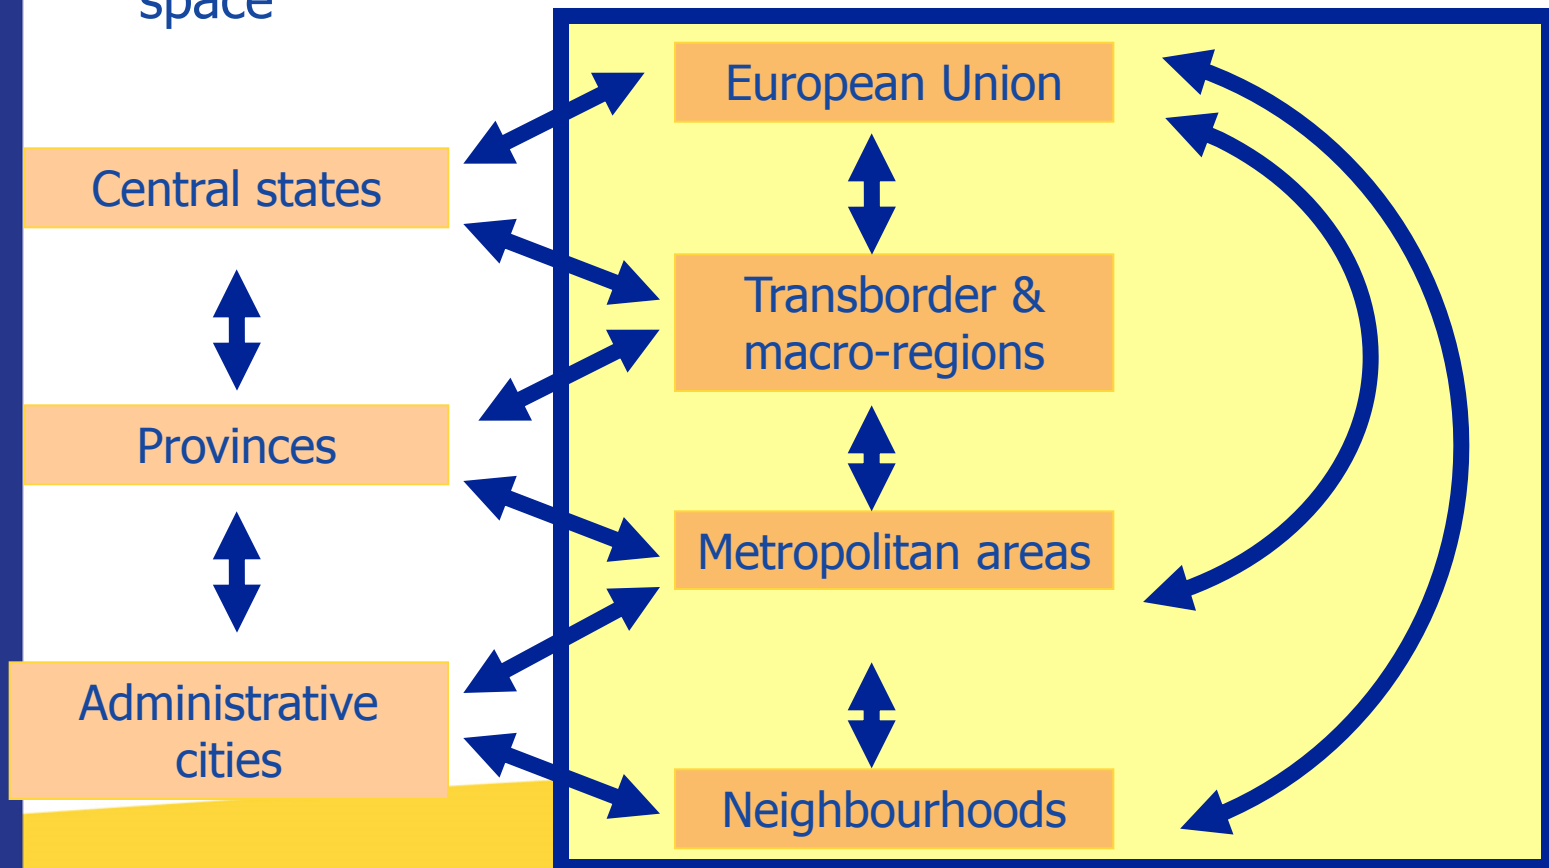 space
European Union
Central states
Transborder &
macro-regions
Provinces
Metropolitan areas
Administrative
cities
Neighbourhoods